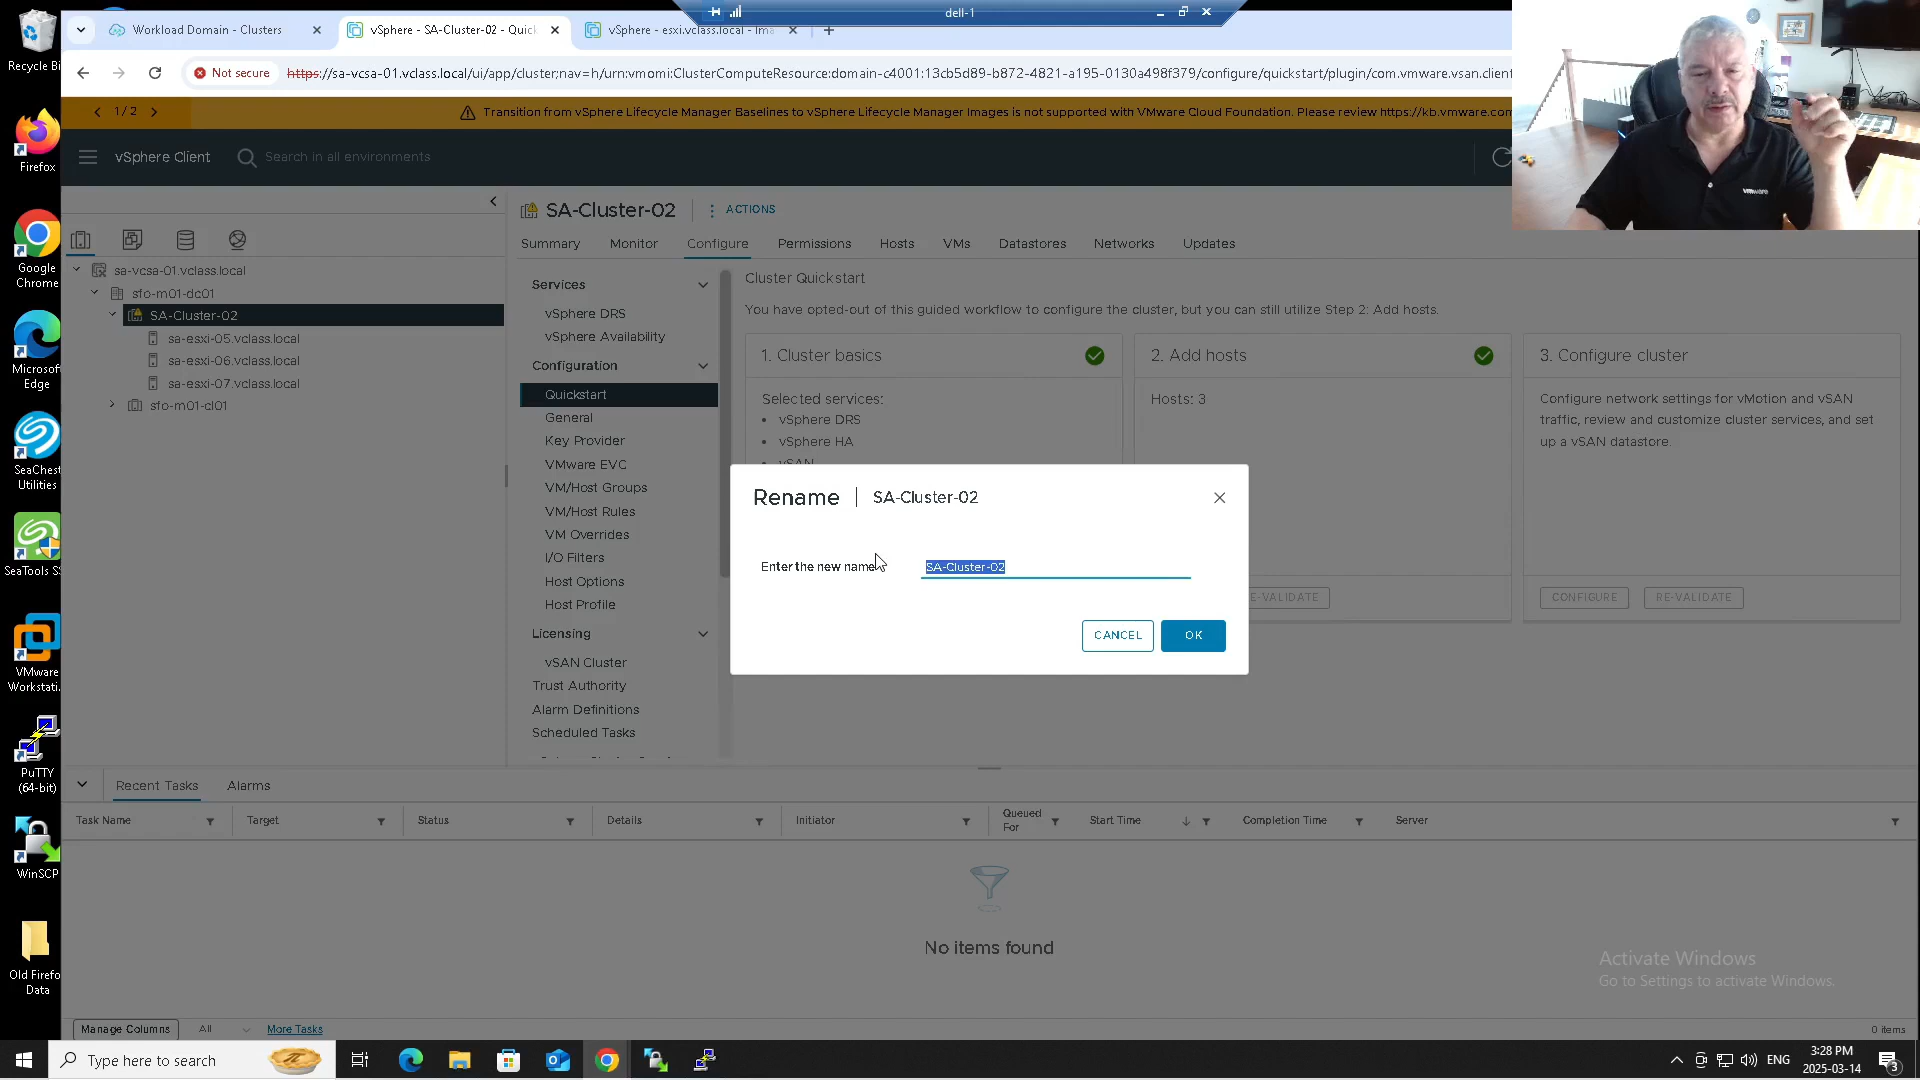 dell-1
Recycle Bi
Workload Domain - Clusters
vSphere - SA-Cluster-02 - Quick
vSphere - esxi.vclass.local - Ima
Not secure
https://sa-vcsa-01.vclass.local/ui/app/cluster;nav=h/urn:vmomi:ClusterComputeResource:domain-c4001:13cb5d89-b872-4821-a195-0130a498f379/configure/quickstart/plugin/com.vmware.vsan.client
1 / 2
Transition from vSphere Lifecycle Manager Baselines to vSphere Lifecycle Manager Images is not supported with VMware Cloud Foundation. Please review https://kb.vmware.com
vSphere Client
Search in all environments
Firefox
Google Chrome
Microsof Edge
SeaChest Utilities
SeaTools S
VMware Workstati...
PuTTY (64-bit)
WinSCP
Old Firefo Data
sa-vcsa-01.vclass.local
sfo-m01-dc01
SA-Cluster-02
sa-esxi-05.vclass.local
sa-esxi-06.vclass.local
sa-esxi-07.vclass.local
sfo-m01-cl01
SA-Cluster-02
ACTIONS
Summary Monitor Configure Permissions Hosts VMs Datastores Networks Updates
Services
vSphere DRS
vSphere Availability
Configuration
Quickstart
General
Key Provider
VMware EVC
VM/Host Groups
VM/Host Rules
VM Overrides
I/O Filters
Host Options
Host Profile
Licensing
vSAN Cluster
Trust Authority
Alarm Definitions
Scheduled Tasks
Cluster Quickstart
You have opted-out of this guided workflow to configure the cluster, but you can still utilize Step 2: Add hosts.
1. Cluster basics
Selected services:
• vSphere DRS
• vSphere HA
• vSAN
2. Add hosts
Hosts: 3
E-VALIDATE
3. Configure cluster
Configure network settings for vMotion and vSAN
traffic, review and customize cluster services, and set
up a vSAN datastore.
CONFIGURE
RE-VALIDATE
Rename | SA-Cluster-02
Enter the new name
SA-Cluster-02
CANCEL
OK
Recent Tasks Alarms
Task Name Target Status Details Initiator Queued For Start Time Completion Time Server
No items found
Activate Windows
Go to Settings to activate Windows.
Manage Columns All More Tasks
0 items
Type here to search
ENG
3:28 PM
2025-03-14
3
vmware